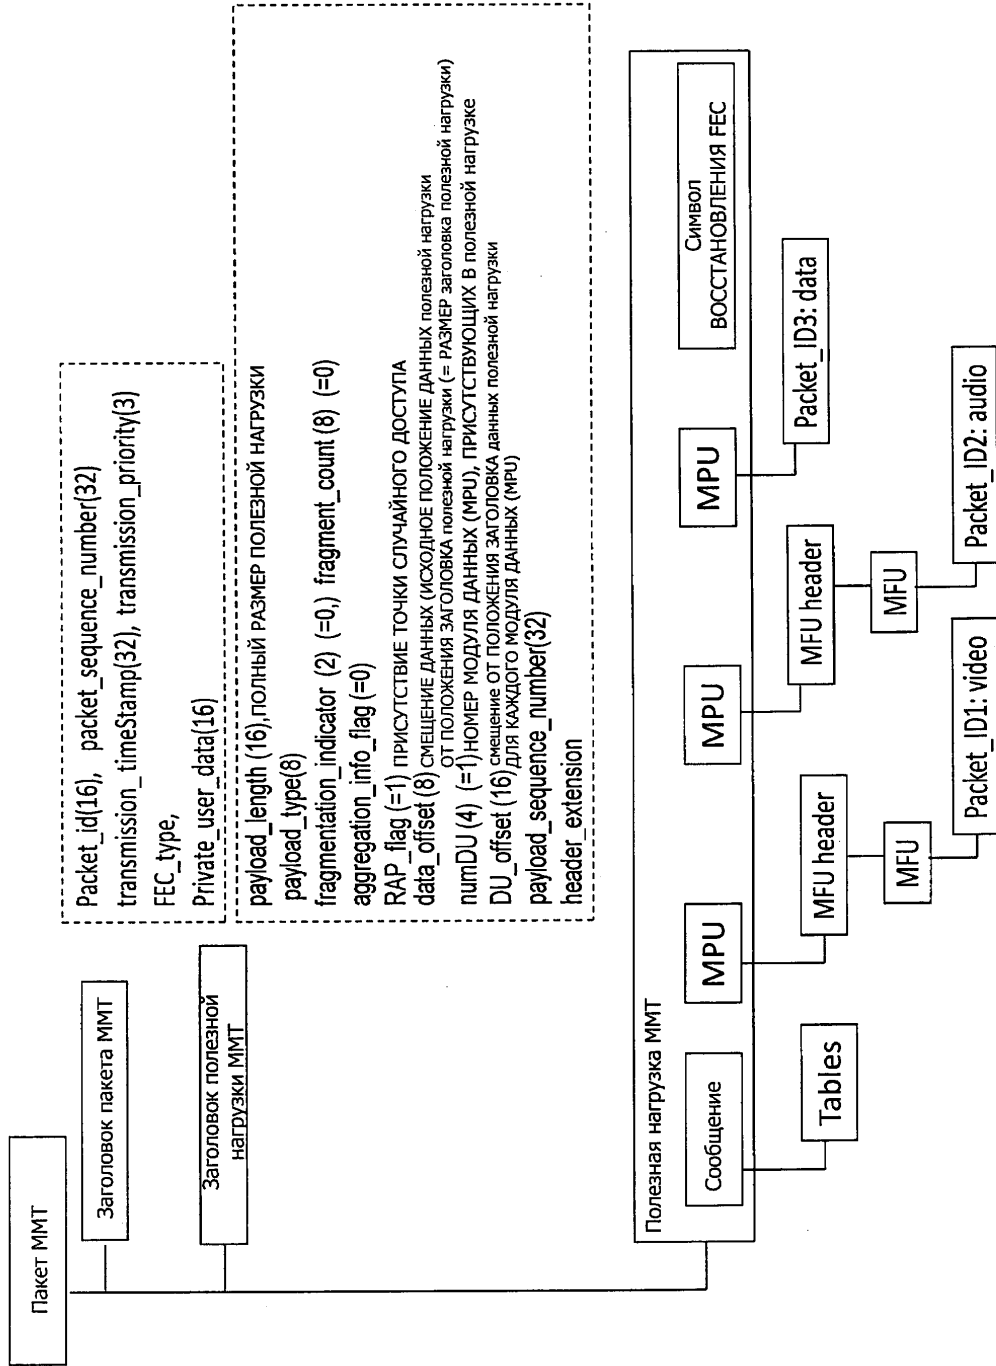 Пакет ММТ
Заголовок пакета ММТ
Packet_id(16), packet_sequence_number(32)
transmission_timeStamp(32), transmission_priority(3)
FEC_type,
Private_user_data(16)
Заголовок полезной
нагрузки ММТ
payload_length (16),ПОЛНЫЙ РАЗМЕР ПОЛЕЗНОЙ НАГРУЗКИ
payload_type(8)
fragmentation_indicator (2) (=0,) fragment_count (8) (=0)
aggregation_info_flag (=0)
RAP_flag (=1) ПРИСУТСТВИЕ ТОЧКИ СЛУЧАЙНОГО ДОСТУПА
data_offset (8) СМЕЩЕНИЕ ДАННЫХ (ИСХОДНОЕ ПОЛОЖЕНИЕ ДАННЫХ полезной нагрузки
ОТ ПОЛОЖЕНИЯ ЗАГОЛОВКА полезной нагрузки (= РАЗМЕР заголовка полезной нагрузки)
numDU (4) (=1)НОМЕР МОДУЛЯ ДАННЫХ (MPU), ПРИСУТСТВУЮЩИХ В полезной нагрузке
DU_offset (16) смещение ОТ ПОЛОЖЕНИЯ ЗАГОЛОВКА данных полезной нагрузки
ДЛЯ КАЖДОГО МОДУЛЯ ДАННЫХ (MPU)
payload_sequence_number(32)
header_extension
Полезная нагрузка ММТ
Сообщение
MPU
MPU
MPU
Символ
ВОССТАНОВЛЕНИЯ FEC
Tables
MFU header
MFU header
Packet_ID3: data
MFU
MFU
Packet_ID1: video
Packet_ID2: audio